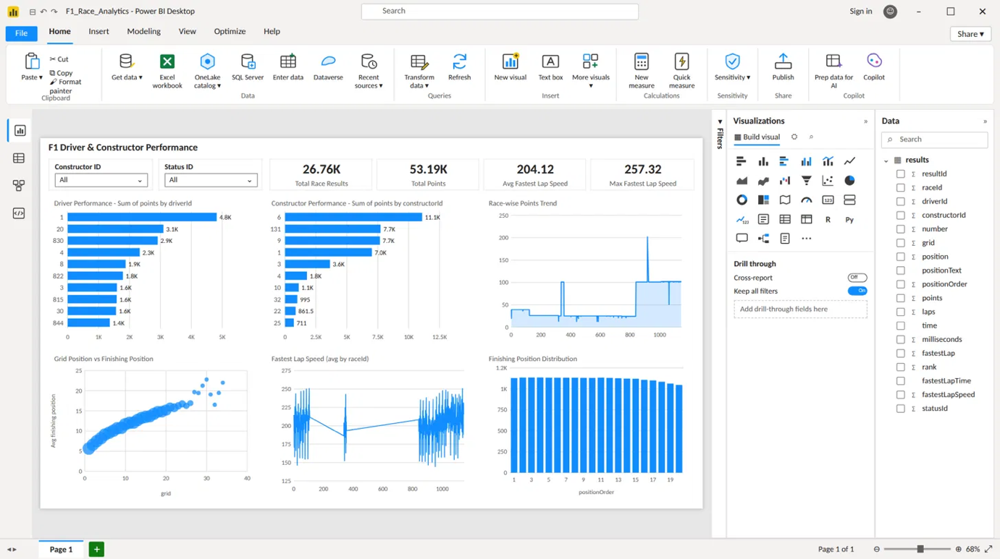 F1_Race_Analytics - Power BI Desktop
Search
Sign in
File Home Insert Modeling View Optimize Help
Share
Paste
Cut
Copy
Format painter
Clipboard
Get data
Excel workbook
OneLake catalog
SQL Server
Enter data
Dataverse
Recent sources
Data
Transform data
Refresh
Queries
New visual
Text box
More visuals
Insert
New measure
Quick measure
Calculations
Sensitivity
Sensitivity
Publish
Share
Prep data for AI
Copilot
Copilot
F1 Driver & Constructor Performance
Constructor ID
All
Status ID
All
26.76K
Total Race Results
53.19K
Total Points
204.12
Avg Fastest Lap Speed
257.32
Max Fastest Lap Speed
Driver Performance - Sum of points by driverId
1 4.8K
20 3.1K
830 2.9K
4 2.3K
8 1.9K
822 1.8K
3 1.6K
815 1.6K
30 1.6K
844 1.4K
0 1K 2K 3K 4K 5K
Constructor Performance - Sum of points by constructorId
6 11.1K
131 7.7K
9 7.7K
1 7.0K
3 3.6K
4 1.8K
10 1.1K
32 995
22 861.5
25 711
0 2.5K 5K 7.5K 10K 12.5K
Race-wise Points Trend
250
200
150
100
50
0
0 200 400 600 800 1000
Grid Position vs Finishing Position
Avg finishing position
25
20
15
10
5
0
0 10 20 30 40
grid
Fastest Lap Speed (avg by raceId)
275
250
225
200
175
150
125
0 200 400 600 800 1000
Finishing Position Distribution
1.2K
1K
750
500
250
0
1 3 5 7 9 11 13 15 17 19
positionOrder
Filters
Visualizations
Build visual
123
123
R
Py
Drill through
Cross-report
Off
Keep all filters
On
Add drill-through fields here
Data
Search
results
Σ resultId
Σ raceId
Σ driverId
Σ constructorId
Σ number
Σ grid
Σ position
positionText
Σ positionOrder
Σ points
Σ laps
time
Σ milliseconds
Σ fastestLap
Σ rank
fastestLapTime
Σ fastestLapSpeed
Σ statusId
Page 1
Page 1 of 1
68%